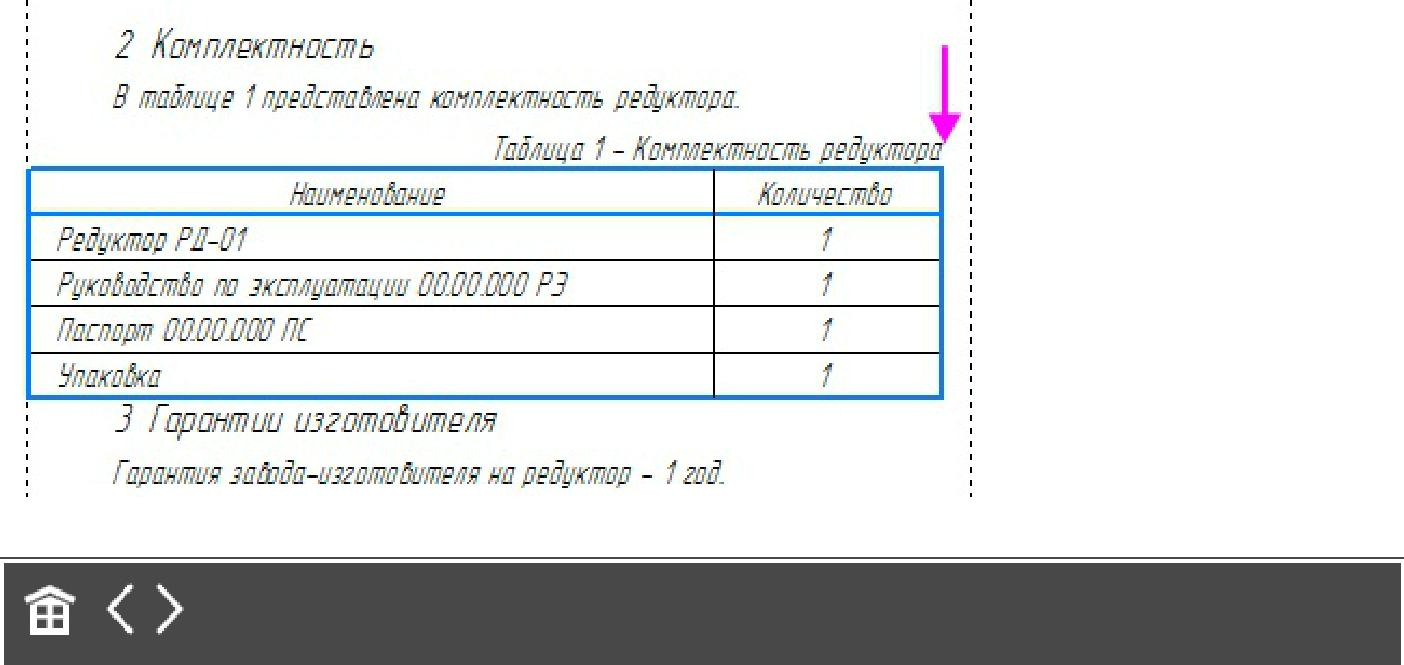 2 Комплектность
В таблице 1 представлена комплектность редуктора.
Таблица 1 – Комплектность редуктора
Наименование Количество
Редуктор РД-01 1
Руководство по эксплуатации 00.00.000 РЭ 1
Паспорт 00.00.000 ПС 1
Упаковка 1
3 Гарантии изготовителя
Гарантия завода-изготовителя на редуктор – 1 год.